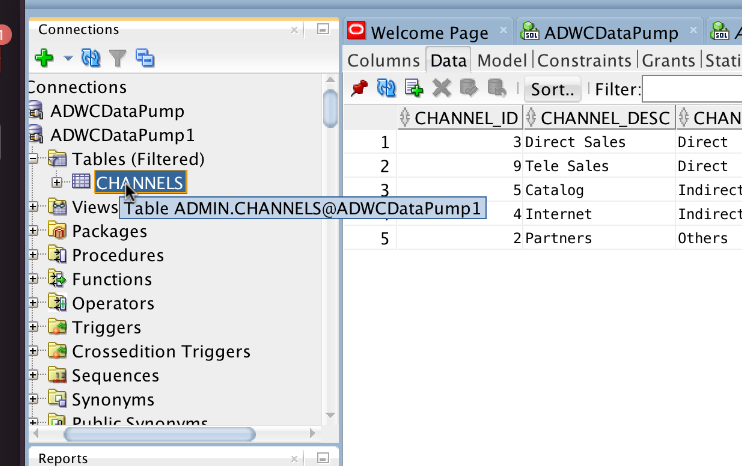 Connections
Connections
ADWCDataPump
ADWCDataPump1
Tables (Filtered)
CHANNELS
Table ADMIN.CHANNELS@ADWCDataPump1
Views
Packages
Procedures
Functions
Operators
Triggers
Crossedition Triggers
Sequences
Synonyms
Public Synonyms
Reports
Welcome Page
SQL ADWCDataPump
SQL
Columns Data Model Constraints Grants Stati
Sort.. Filter:
CHANNEL_ID CHANNEL_DESC CHAN
1 3 Direct Sales Direct
2 9 Tele Sales Direct
3 5 Catalog Indirect
4 Internet Indirect
5 2 Partners Others